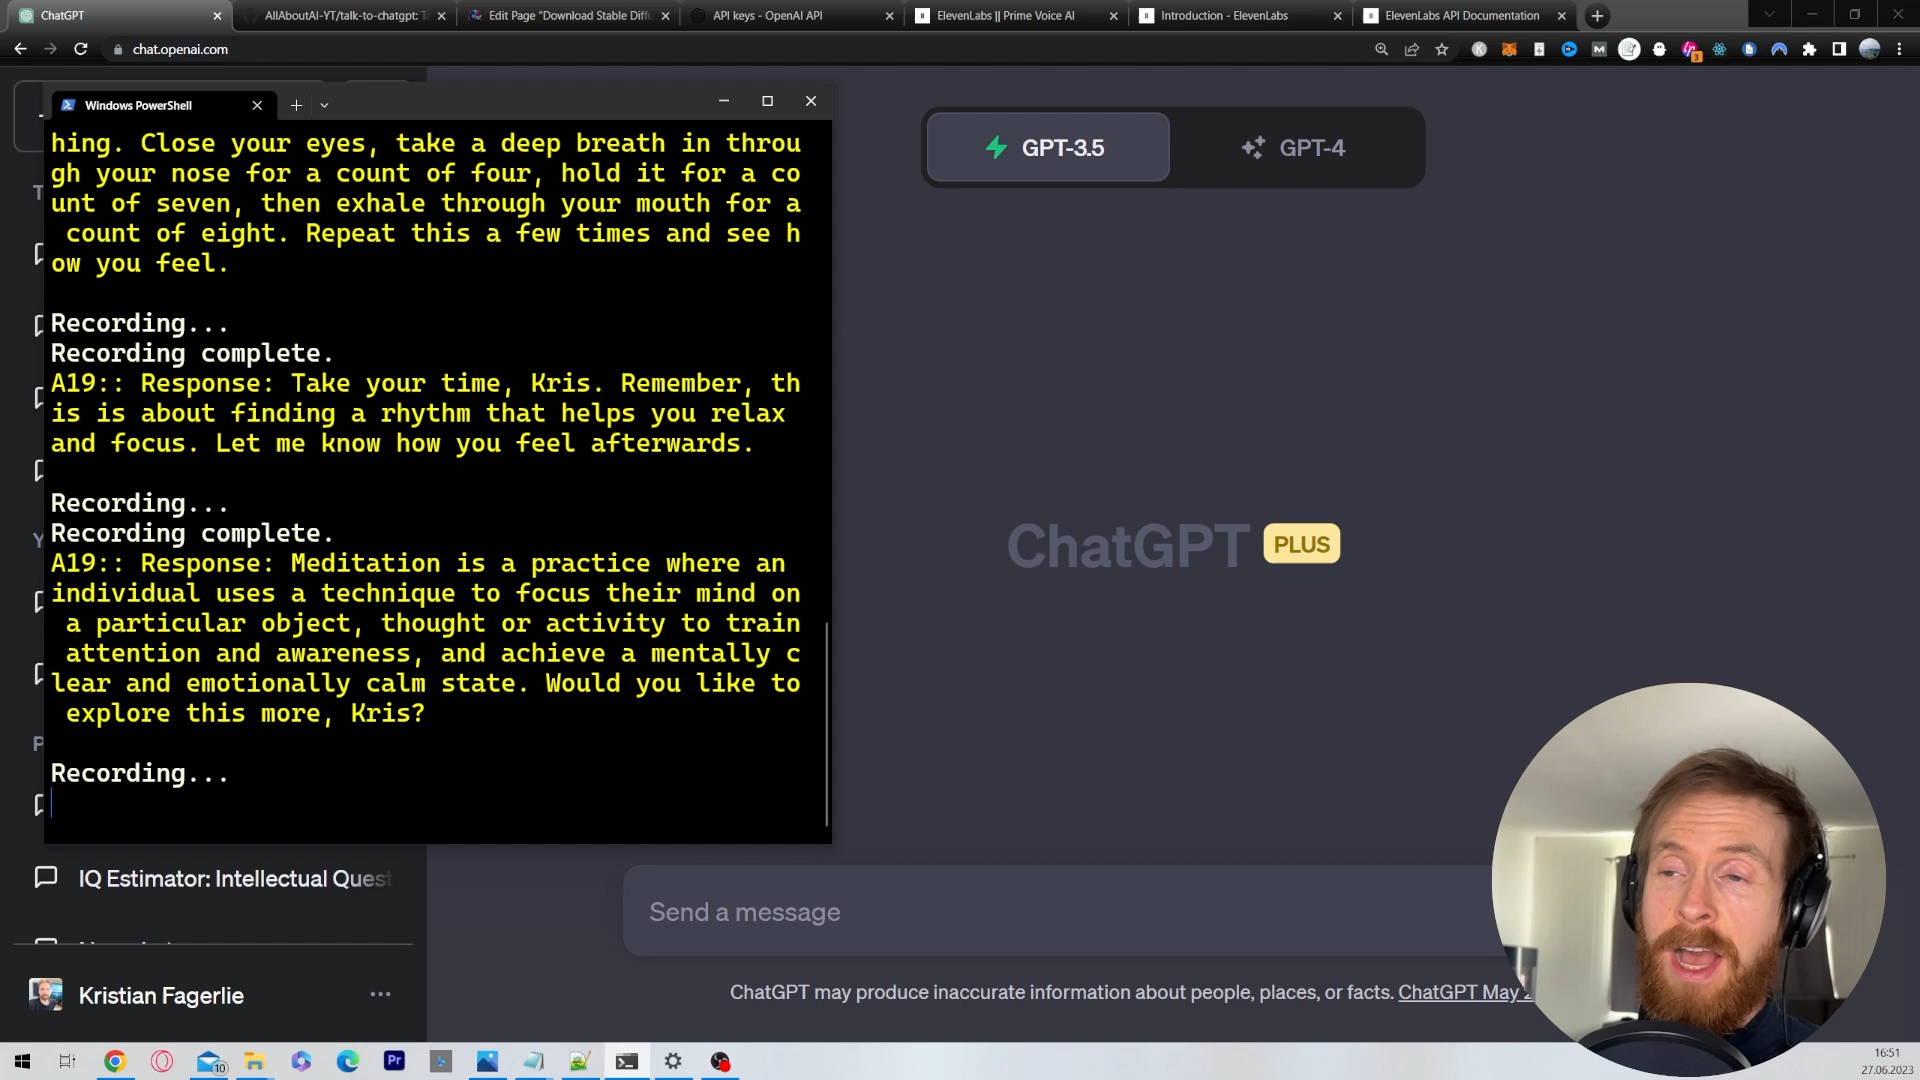 ChatGPT
AllAboutAI-YT/talk-to-chatgpt: Ta
Edit Page "Download Stable Diffu
API keys - OpenAI API
ElevenLabs || Prime Voice AI
Introduction - ElevenLabs
ElevenLabs API Documentation
chat.openai.com
3
Windows PowerShell
GPT-3.5
GPT-4
hing. Close your eyes, take a deep breath in throu
gh your nose for a count of four, hold it for a co
unt of seven, then exhale through your mouth for a
count of eight. Repeat this a few times and see h
ow you feel.
Recording...
Recording complete.
A19:: Response: Take your time, Kris. Remember, th
is is about finding a rhythm that helps you relax
and focus. Let me know how you feel afterwards.
Recording...
Recording complete.
A19:: Response: Meditation is a practice where an
individual uses a technique to focus their mind on
a particular object, thought or activity to train
attention and awareness, and achieve a mentally c
lear and emotionally calm state. Would you like to
explore this more, Kris?
Recording...
ChatGPT PLUS
IQ Estimator: Intellectual Quest
Send a message
Kristian Fagerlie
ChatGPT may produce inaccurate information about people, places, or facts. ChatGPT May 2
10
Pr
16:51
27.06.2023